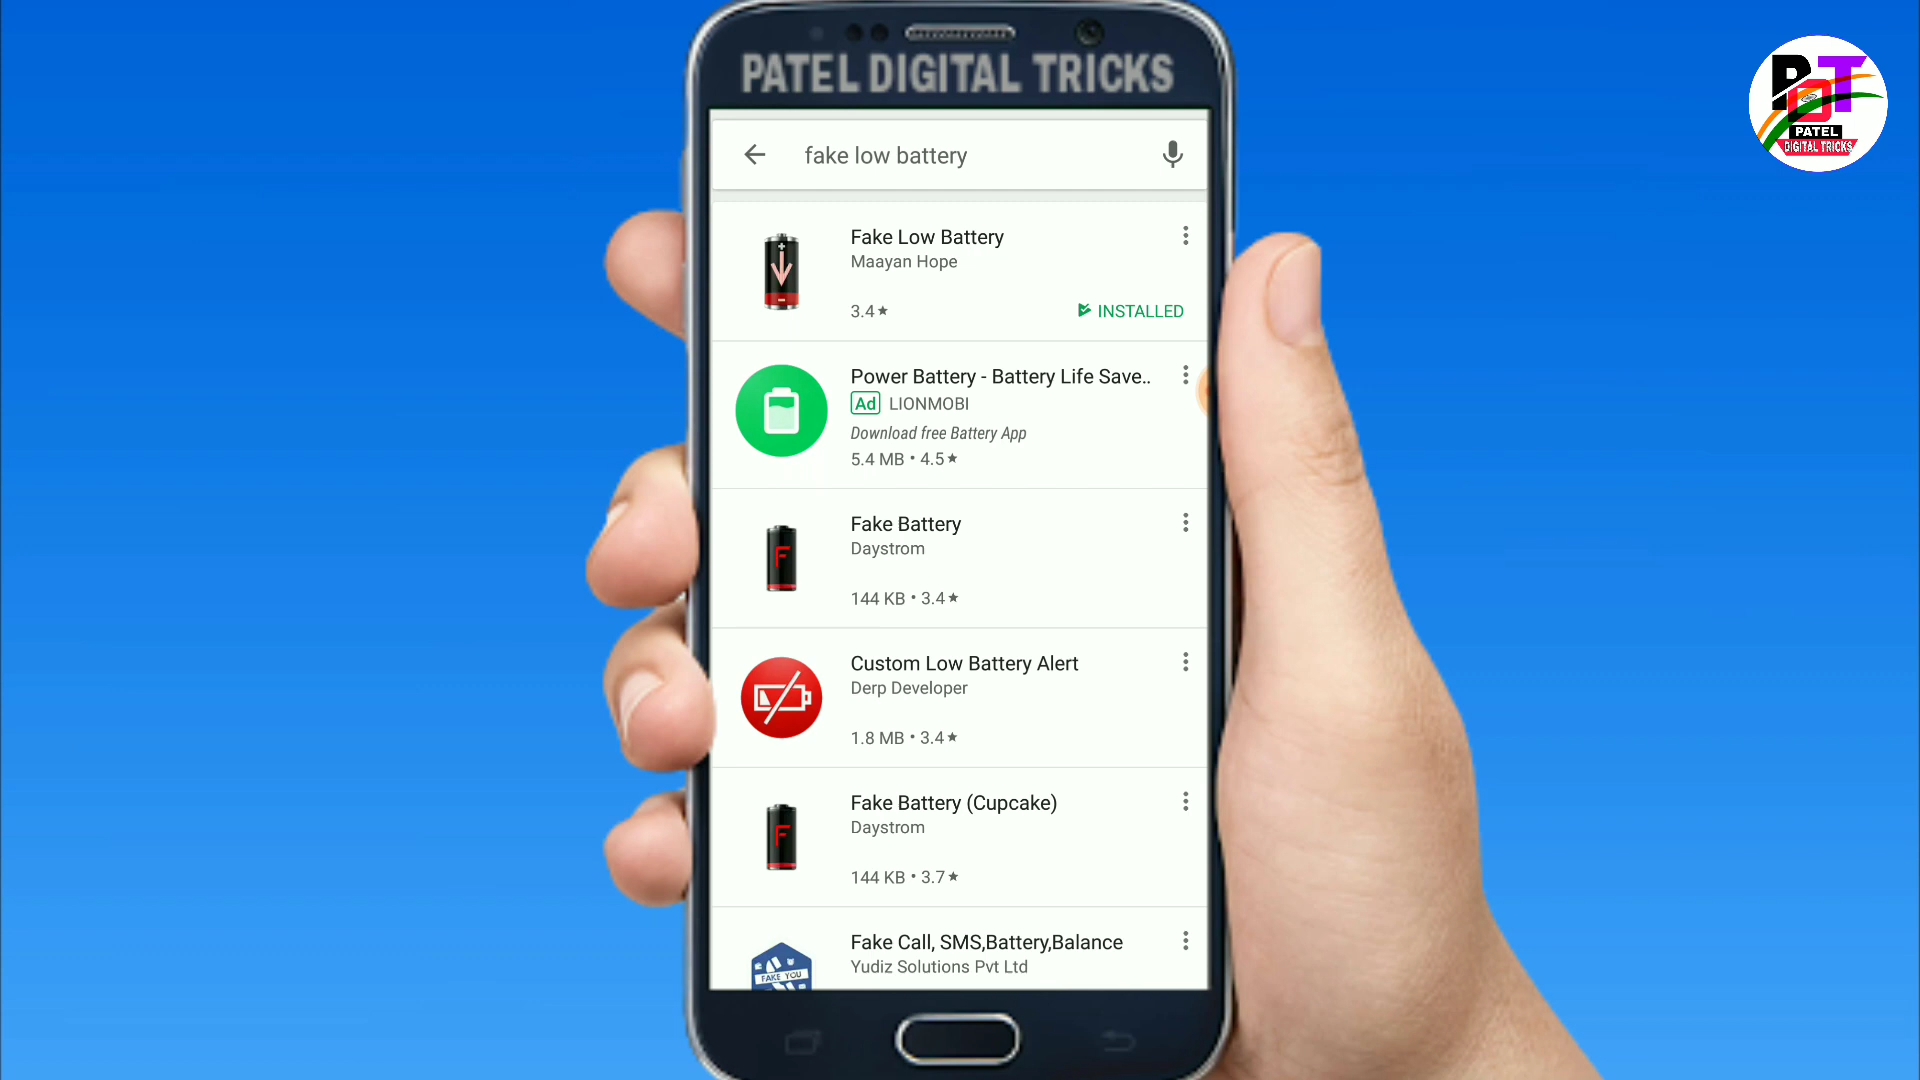 PATEL DIGITAL TRICKS
PDT
PATEL
DIGITAL TRICKS
fake low battery
Fake Low Battery
Maayan Hope
3.4★ INSTALLED
Power Battery - Battery Life Save..
Ad LIONMOBI
Download free Battery App
5.4 MB • 4.5★
F
Fake Battery
Daystrom
144 KB • 3.4★
Custom Low Battery Alert
Derp Developer
1.8 MB • 3.4★
F
Fake Battery (Cupcake)
Daystrom
144 KB • 3.7★
Fake Call, SMS,Battery,Balance
Yudiz Solutions Pvt Ltd
FAKE YOU